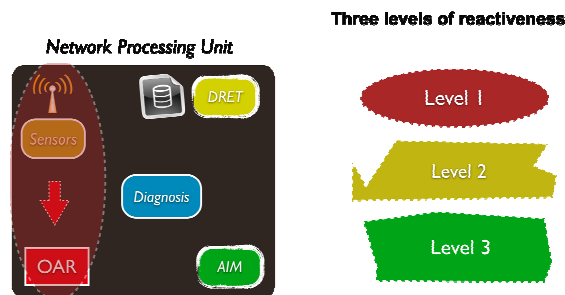 Three levels of reactiveness
Network Processing Unit
DRET
Sensors
Diagnosis
OAR
AIM
Level 1
Level 2
Level 3